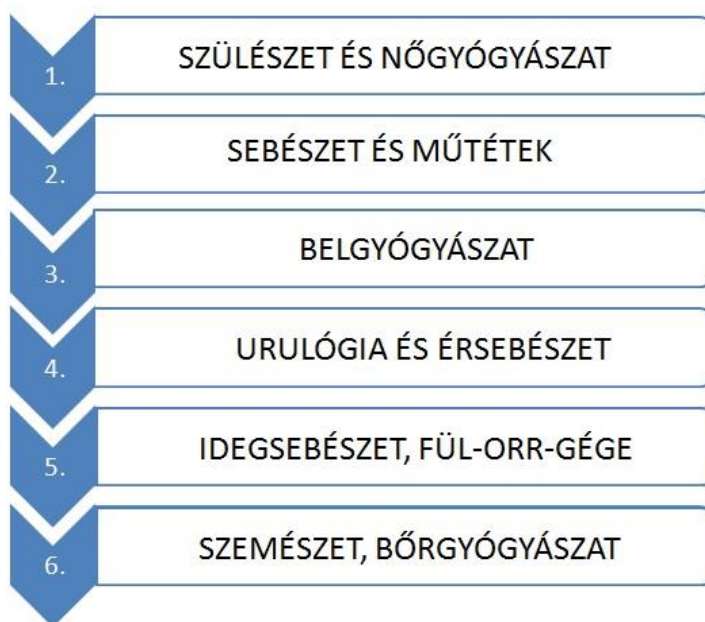 1. SZÜLÉSZET ÉS NŐGYÓGYÁSZAT
2. SEBÉSZET ÉS MŰTÉTEK
3. BELGYÓGYÁSZAT
4. URULÓGIA ÉS ÉRSEBÉSZET
5. IDEGSEBÉSZET, FÜL-ORR-GÉGE
6. SZEMÉSZET, BŐRGYÓGYÁSZAT